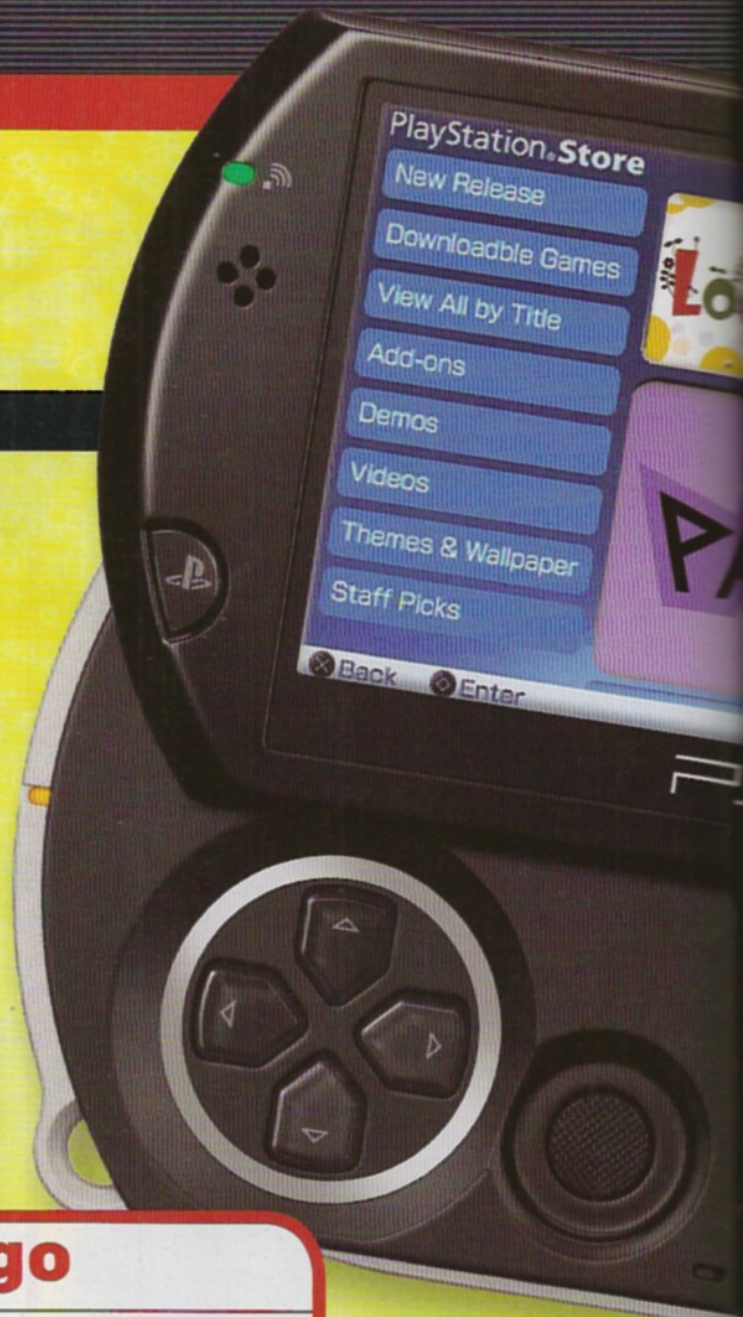 PlayStation®Store
New Release
Downloadble Games
View All by Title
Add-ons
Demos
Videos
Themes & Wallpaper
Staff Picks
Back
Enter
go